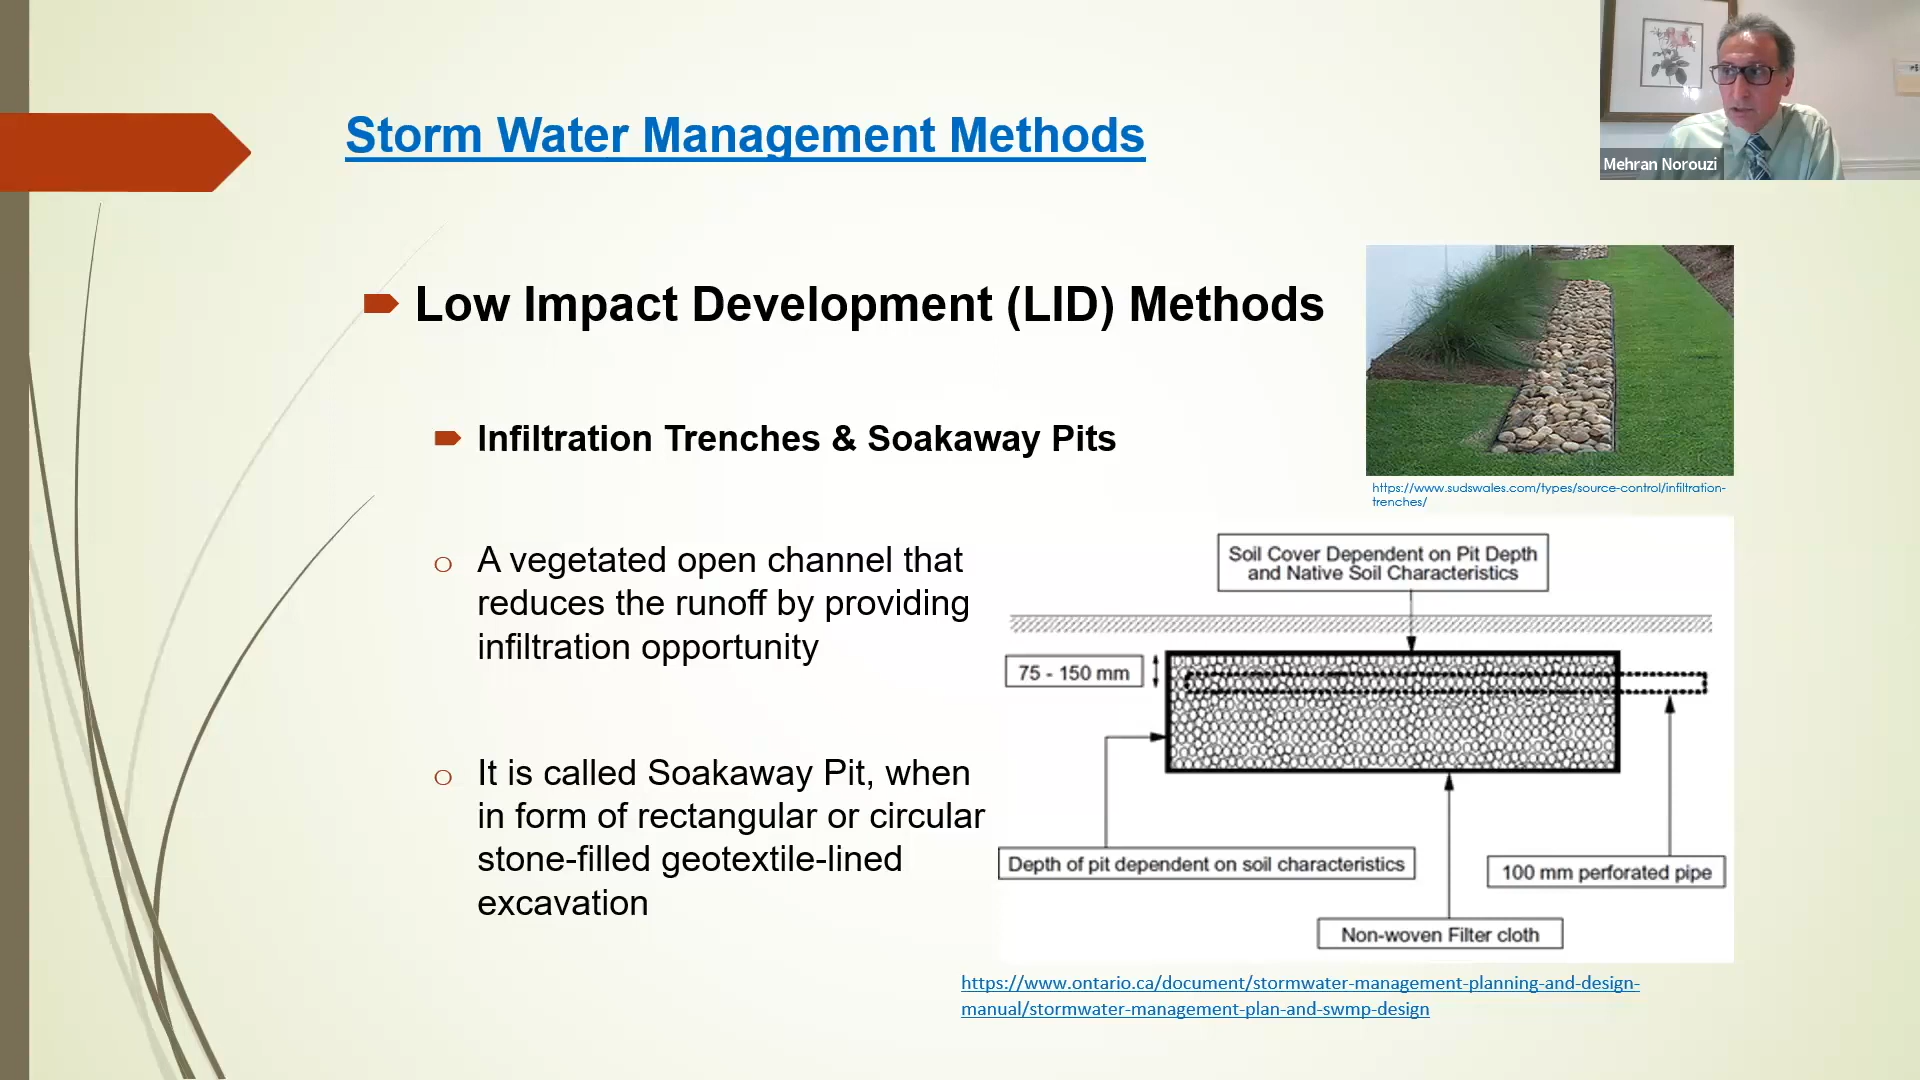 Storm Water Management Methods
Mehran Norouzi
Low Impact Development (LID) Methods
Infiltration Trenches & Soakaway Pits
https://www.sudswales.com/types/source-control/infiltration-
trenches/
A vegetated open channel that
reduces the runoff by providing
infiltration opportunity
It is called Soakaway Pit, when
in form of rectangular or circular
stone-filled geotextile-lined
excavation
Soil Cover Dependent on Pit Depth
and Native Soil Characteristics
75 - 150 mm
Depth of pit dependent on soil characteristics
100 mm perforated pipe
Non-woven Filter cloth
https://www.ontario.ca/document/stormwater-management-planning-and-design-
manual/stormwater-management-plan-and-swmp-design